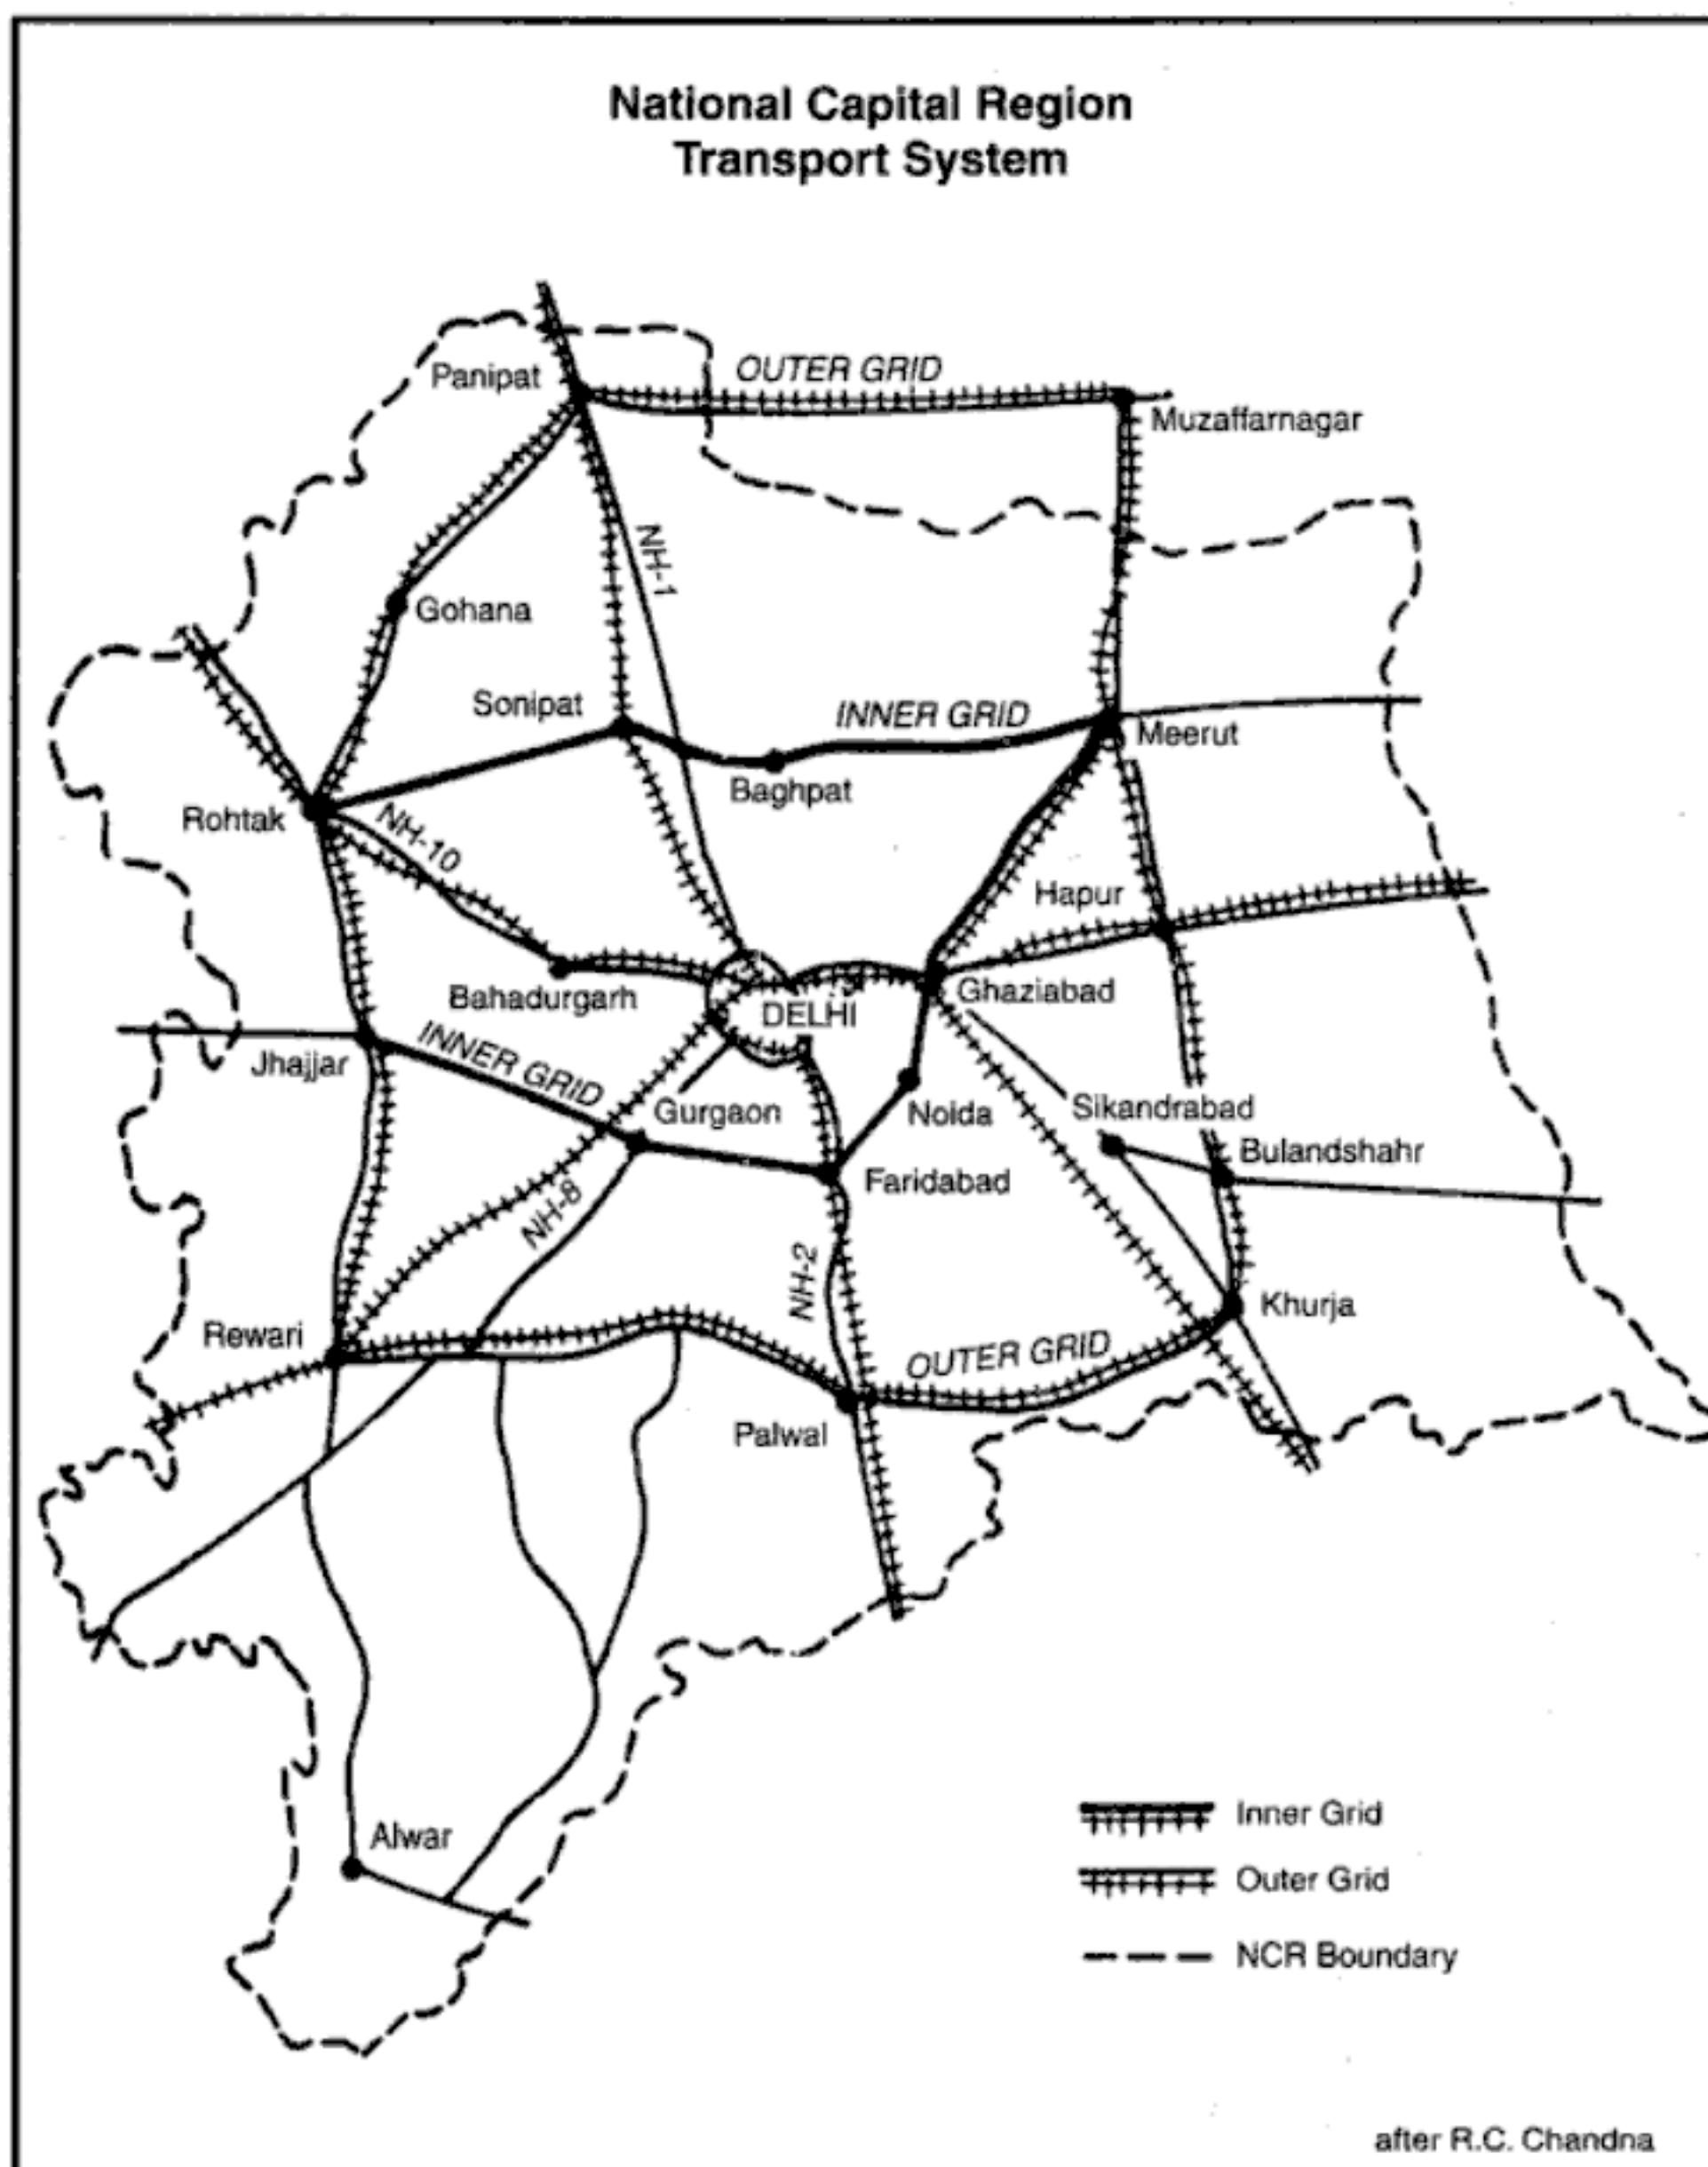 National Capital Region
Transport System
OUTER GRID
Panipat
Muzaffarnagar
NH-1
Gohana
Sonipat
INNER GRID
Meerut
Baghpat
Rohtak
NH-10
Hapur
Bahadurgarh
DELHI
Ghaziabad
Jhajjar
INNER GRID
Gurgaon
Noida
Sikandrabad
Bulandshahr
Faridabad
NH-8
NH-2
Khurja
Rewari
OUTER GRID
Palwal
Alwar
Inner Grid
Outer Grid
NCR Boundary
after R.C. Chandna